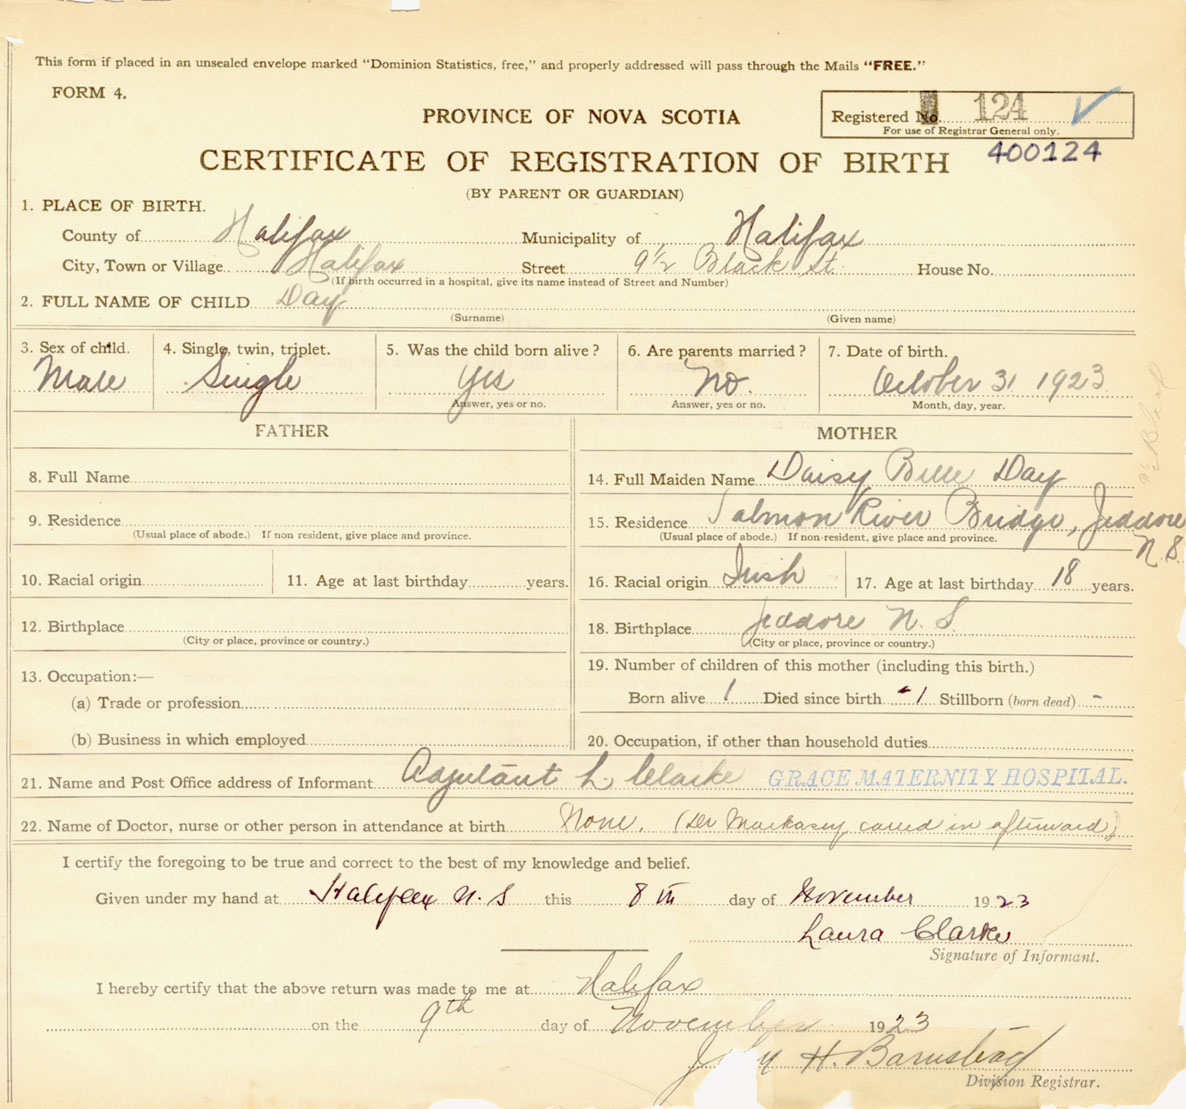 This form if placed in an unsealed envelope marked "Dominion Statistics, free," and properly addressed will pass through the Mails "FREE."
FORM 4.
PROVINCE OF NOVA SCOTIA
Registered No. 124
For use of Registrar General only.
CERTIFICATE OF REGISTRATION OF BIRTH 400124
(BY PARENT OR GUARDIAN)
1. PLACE OF BIRTH.
County of Halifax Municipality of Halifax
City, Town or Village Halifax Street 9½ Black St. House No.
(If birth occurred in a hospital, give its name instead of Street and Number)
2. FULL NAME OF CHILD Day
(Surname) (Given name)
3. Sex of child. 4. Single, twin, triplet. 5. Was the child born alive? 6. Are parents married? 7. Date of birth.
Male Single Yes No. October 31 1923
Answer, yes or no. Answer, yes or no. Month, day, year.
FATHER MOTHER
8. Full Name 14. Full Maiden Name Daisy Belle Day
9. Residence 15. Residence Salmon River Bridge, Jeddore N.S.
(Usual place of abode.) If non resident, give place and province. (Usual place of abode.) If non-resident, give place and province.
10. Racial origin 11. Age at last birthday years. 16. Racial origin Irish 17. Age at last birthday 18 years.
12. Birthplace 18. Birthplace Jeddore N.S.
(City or place, province or country.) (City or place, province or country.)
13. Occupation:— 19. Number of children of this mother (including this birth.)
(a) Trade or profession Born alive 1 Died since birth 1 Stillborn (born dead) -
(b) Business in which employed 20. Occupation, if other than household duties
21. Name and Post Office address of Informant Adjutant L. Clarke GRACE MATERNITY HOSPITAL.
22. Name of Doctor, nurse or other person in attendance at birth None. (Dr called in afterward)
I certify the foregoing to be true and correct to the best of my knowledge and belief.
Given under my hand at Halifax N.S this 8th day of November 1923
Laura Clarke
Signature of Informant.
I hereby certify that the above return was made to me at Halifax
on the 9th day of November 1923
John H. Barnstead
Division Registrar.